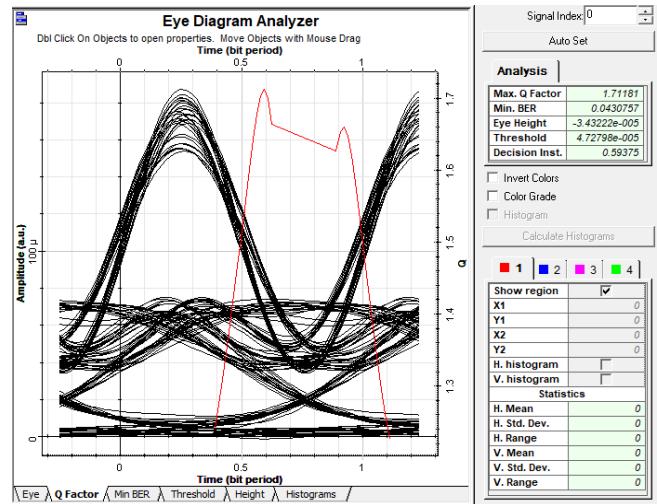 Eye Diagram Analyzer
Dbl Click On Objects to open properties. Move Objects with Mouse Drag
Time (bit period)
0 0.5 1
Amplitude (a.u.)
100 µ
0
1.7
1.6
1.5
1.4
1.3
Q
0 0.5 1
Time (bit period)
Eye Q Factor Min BER Threshold Height Histograms
Signal Index: 0
Auto Set
Analysis
Max. Q Factor 1.71181
Min. BER 0.0430757
Eye Height -3.43222e-005
Threshold 4.72798e-005
Decision Inst. 0.59375
Invert Colors
Color Grade
Histogram
Calculate Histograms
1 2 3 4
Show region
X1 0
Y1 0
X2 0
Y2 0
H. histogram
V. histogram
Statistics
H. Mean 0
H. Std. Dev. 0
H. Range 0
V. Mean 0
V. Std. Dev. 0
V. Range 0